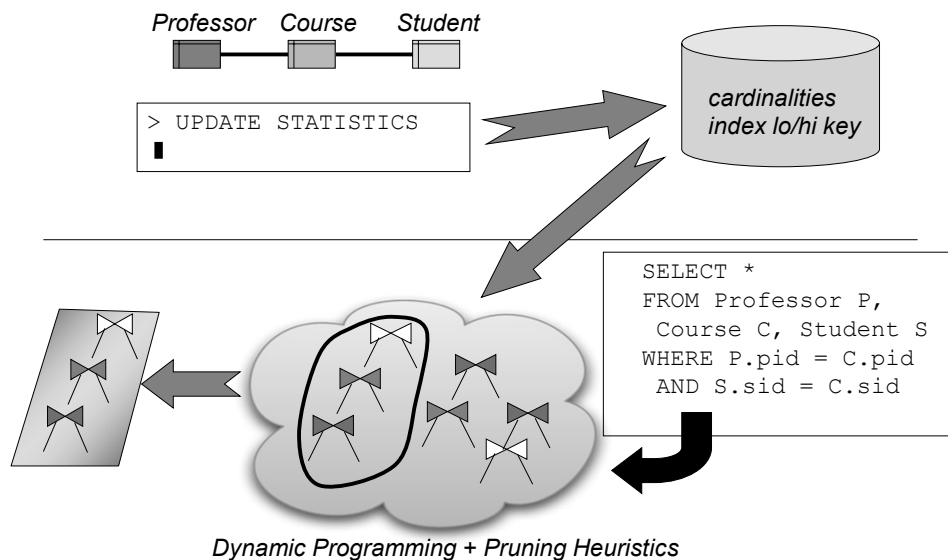 Professor Course Student
> UPDATE STATISTICS
cardinalities
index lo/hi key
SELECT *
FROM Professor P,
Course C, Student S
WHERE P.pid = C.pid
AND S.sid = C.sid
Dynamic Programming + Pruning Heuristics